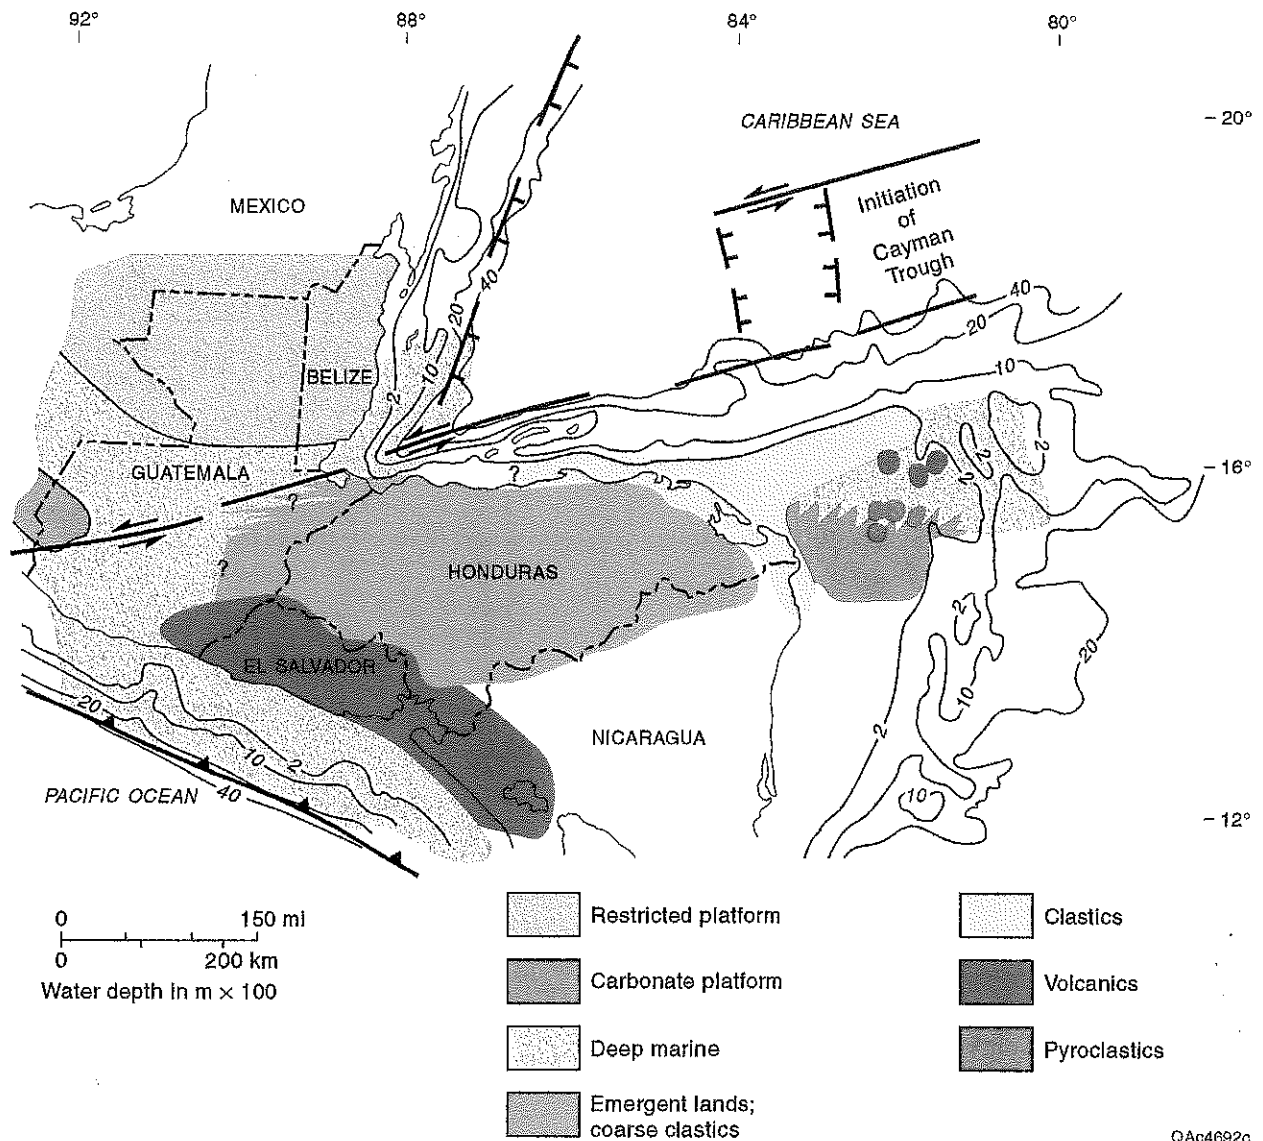 92°
88°
84°
80°
CARIBBEAN SEA
20°
MEXICO
Initiation
of
Cayman
Trough
40
20
40
20
10
BELIZE
2
10
GUATEMALA
?
?
2
2
2
16°
?
HONDURAS
EL SALVADOR
2
20
10
20
10
2
NICARAGUA
2
PACIFIC OCEAN
40
10
12°
0 150 mi
0 200 km
Water depth in m × 100
Restricted platform
Carbonate platform
Deep marine
Emergent lands;
coarse clastics
Clastics
Volcanics
Pyroclastics
QAc4692c